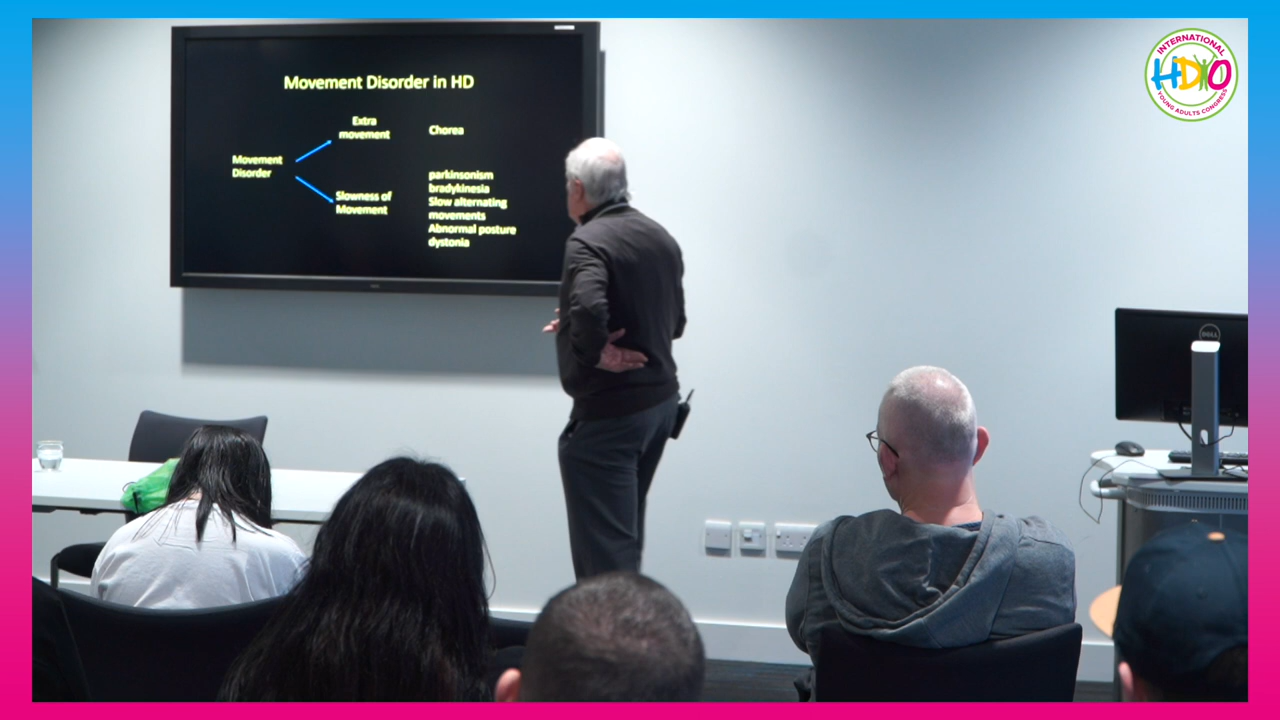 Movement Disorder in HD
Extra
movement
Chorea
Movement
Disorder
Slowness of
Movement
parkinsonism
bradykinesia
Slow alternating
movements
Abnormal posture
dystonia
INTERNATIONAL
HDYO
YOUNG ADULTS CONGRESS
DELL